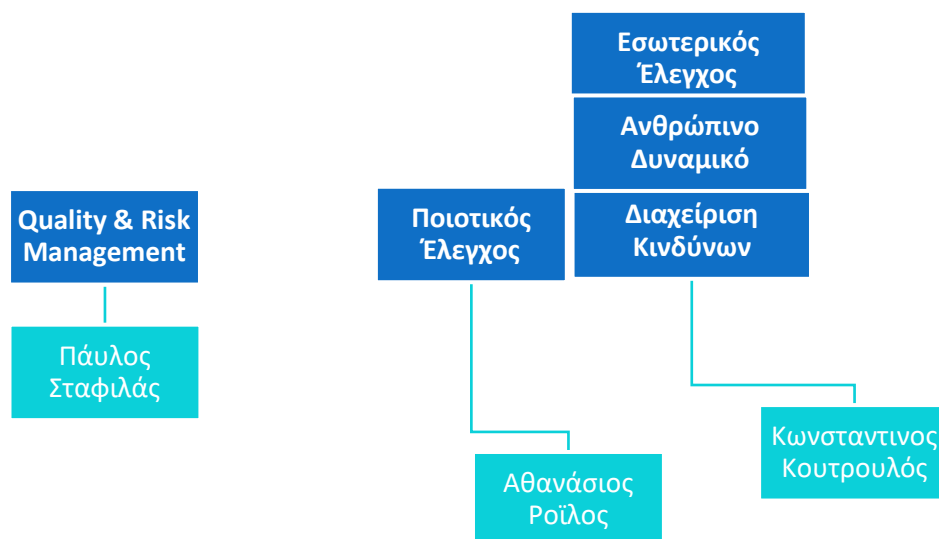 Εσωτερικός
Έλεγχος
Ανθρώπινο
Δυναμικό
Quality & Risk
Management
Ποιοτικός
Έλεγχος
Διαχείριση
Κινδύνων
Πάυλος
Σταφιλάς
Αθανάσιος
Ροϊλος
Κωνσταντινος
Κουτρουλός